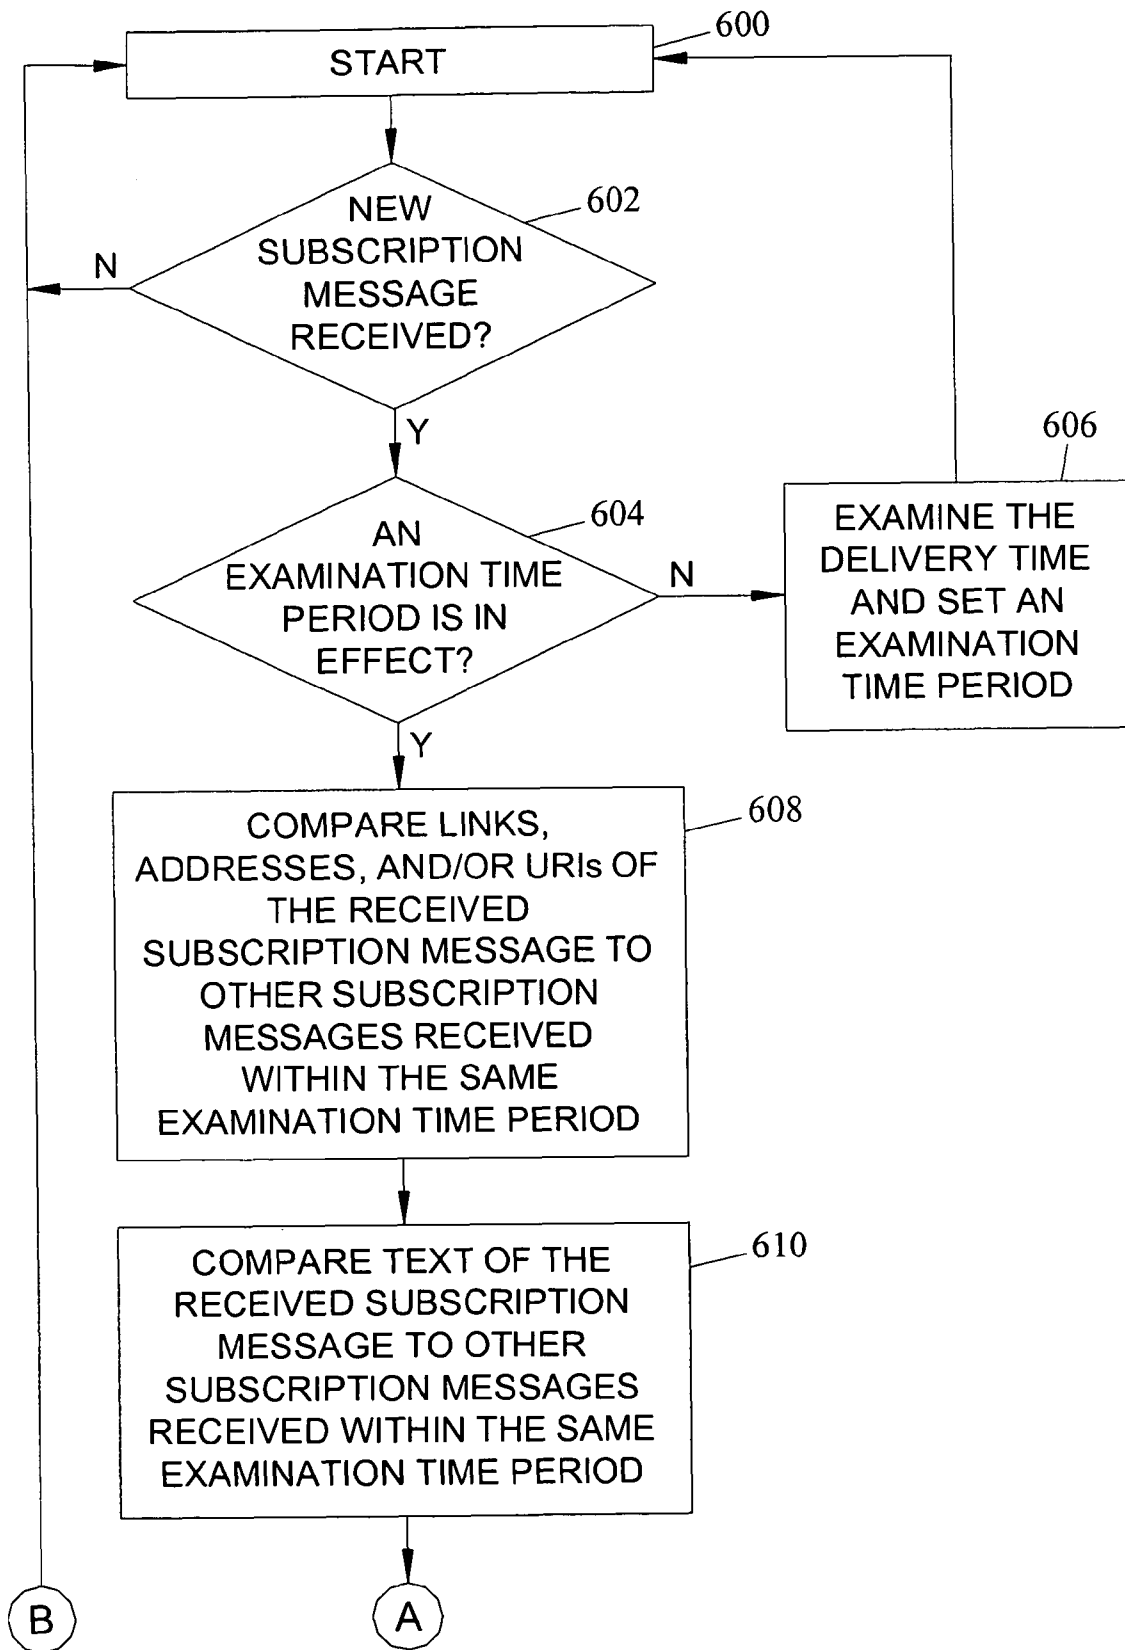 600
START
602
NEW
SUBSCRIPTION
MESSAGE
RECEIVED?
N
Y
604
AN
EXAMINATION TIME
PERIOD IS IN
EFFECT?
N
606
EXAMINE THE
DELIVERY TIME
AND SET AN
EXAMINATION
TIME PERIOD
Y
608
COMPARE LINKS,
ADDRESSES, AND/OR URIs OF
THE RECEIVED
SUBSCRIPTION MESSAGE TO
OTHER SUBSCRIPTION
MESSAGES RECEIVED
WITHIN THE SAME
EXAMINATION TIME PERIOD
610
COMPARE TEXT OF THE
RECEIVED SUBSCRIPTION
MESSAGE TO OTHER
SUBSCRIPTION MESSAGES
RECEIVED WITHIN THE SAME
EXAMINATION TIME PERIOD
B
A